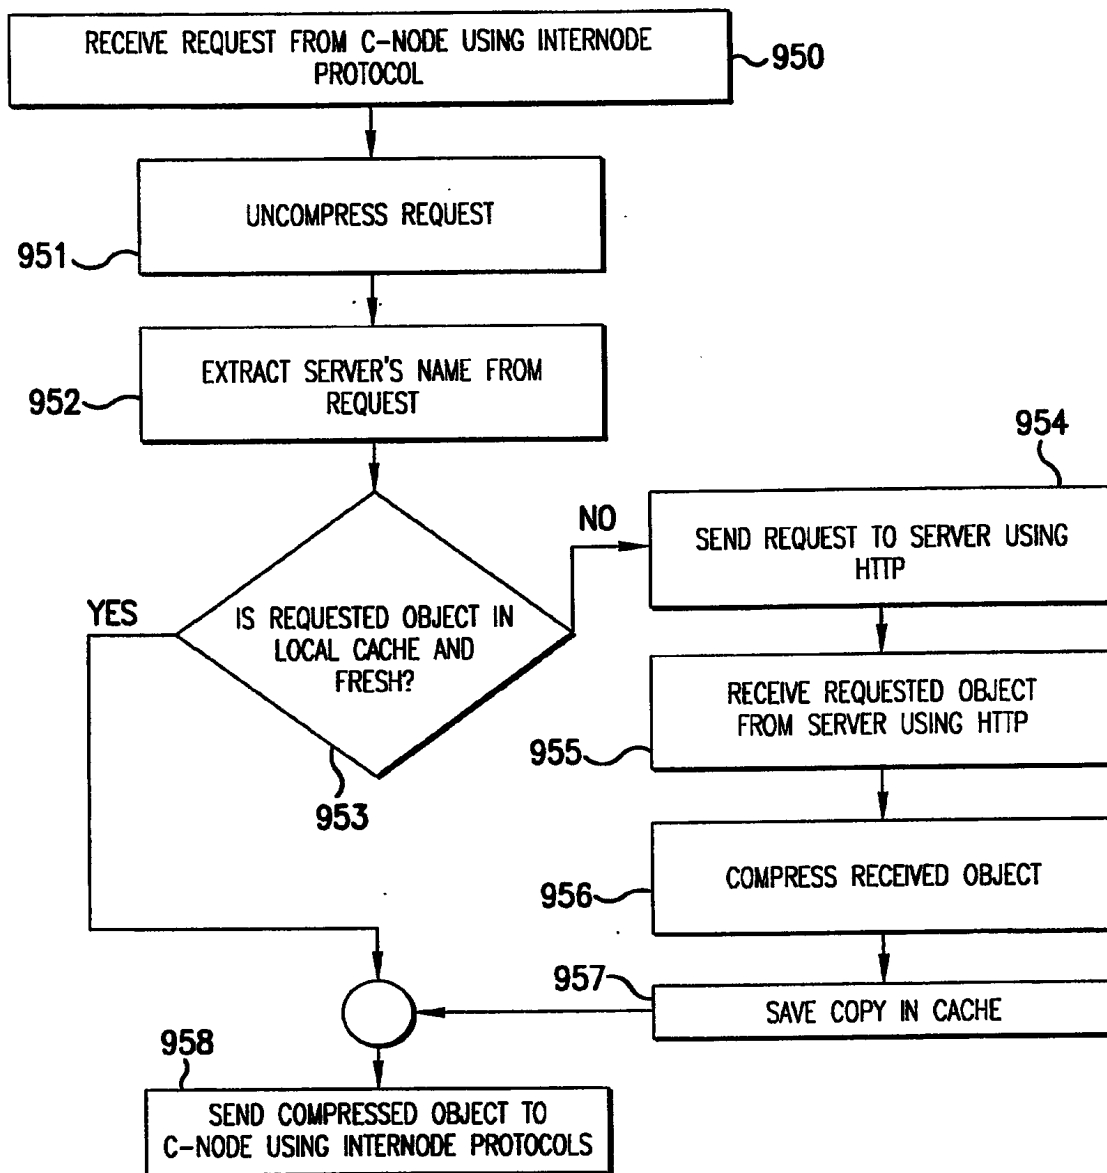 RECEIVE REQUEST FROM C-NODE USING INTERNODE
PROTOCOL
950
UNCOMPRESS REQUEST
951
EXTRACT SERVER'S NAME FROM
REQUEST
952
954
NO
SEND REQUEST TO SERVER USING
HTTP
YES
IS REQUESTED OBJECT IN
LOCAL CACHE AND
FRESH?
953
RECEIVE REQUESTED OBJECT
FROM SERVER USING HTTP
955
COMPRESS RECEIVED OBJECT
956
957
SAVE COPY IN CACHE
958
SEND COMPRESSED OBJECT TO
C-NODE USING INTERNODE PROTOCOLS